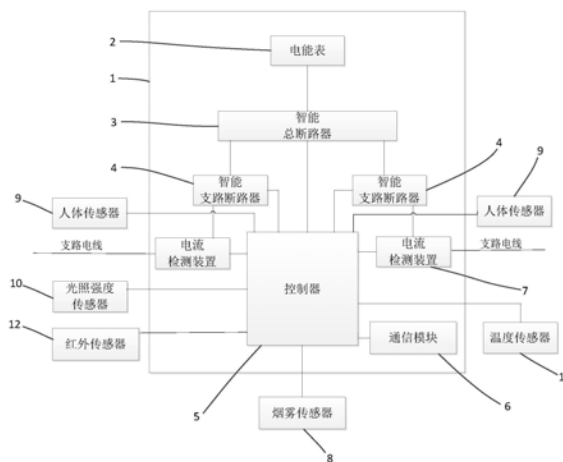 2
电能表
1
3
智能
总断路器
4
智能
支路断路器
智能
支路断路器
4
9
人体传感器
9
人体传感器
支路电线
电流
检测装置
控制器
电流
检测装置
支路电线
7
10
光照强度
传感器
12
红外传感器
通信模块
温度传感器
5
6
1
烟雾传感器
8